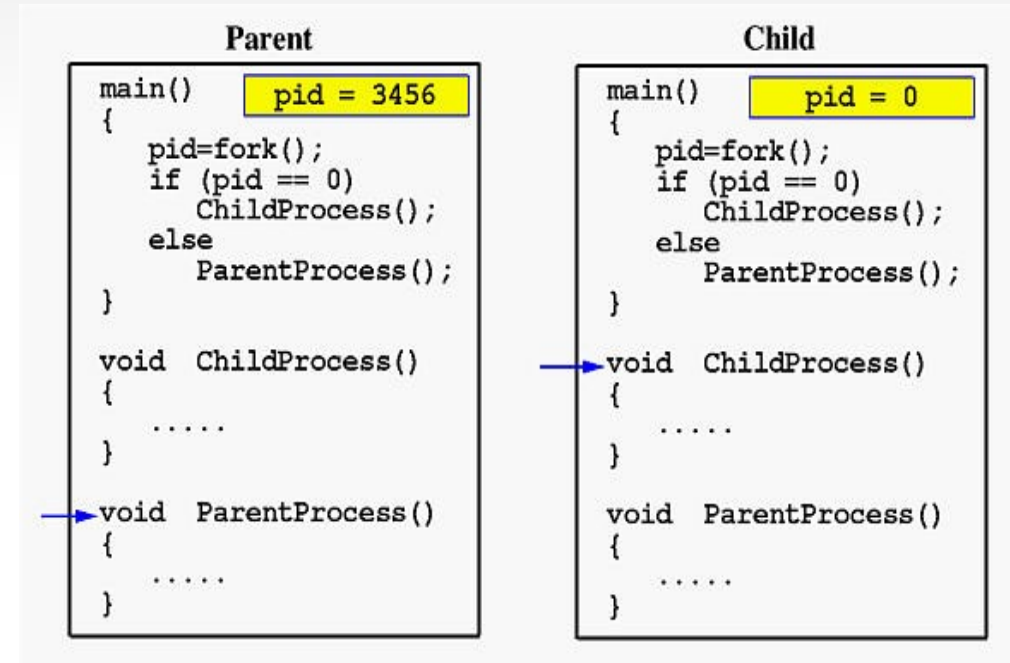 Parent
main()
pid = 3456
{
pid=fork();
if (pid == 0)
ChildProcess();
else
ParentProcess();
}
void ChildProcess()
{
.....
}
void ParentProcess()
{
.....
}
Child
main()
pid = 0
{
pid=fork();
if (pid == 0)
ChildProcess();
else
ParentProcess();
}
void ChildProcess()
{
.....
}
void ParentProcess()
{
.....
}